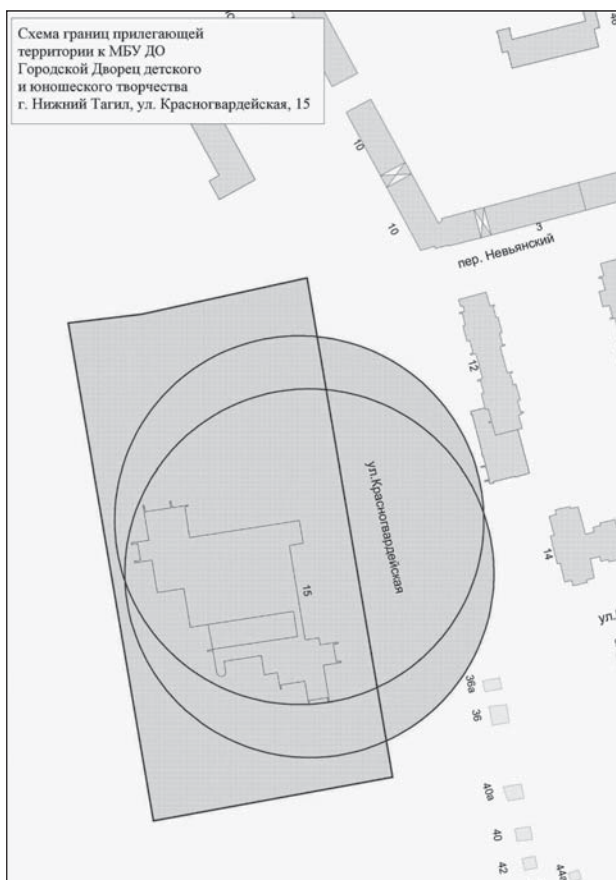 Схема границ прилегающей
территории к МБУ ДО
Городской Дворец детского
и юношеского творчества
г. Нижний Тагил, ул. Красногвардейская, 15
10
10
3
пер. Невьянский
12
ул.Красногвардейская
14
15
36а
36
40а
40
42